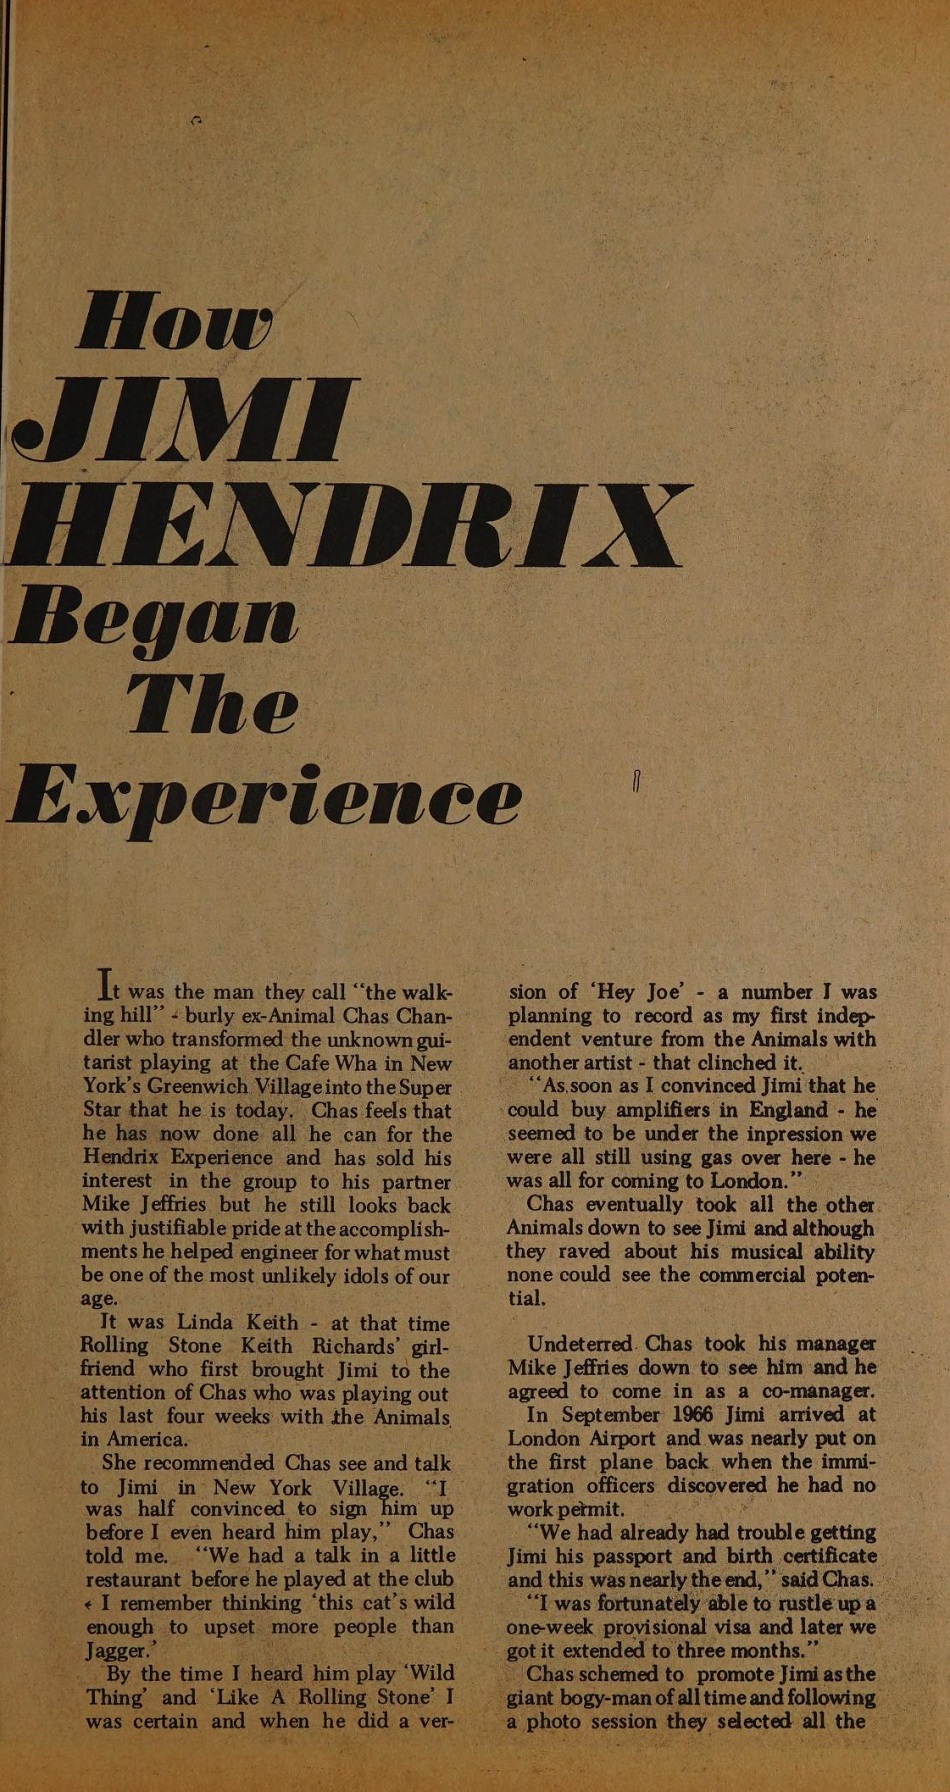 How
JIMI
HENDRIX
Began
The
Experience
It was the man they call "the walk-
ing hill" - burly ex-Animal Chas Chan-
dler who transformed the unknown gui-
tarist playing at the Cafe Wha in New
York's Greenwich Village into the Super
Star that he is today. Chas feels that
he has now done all he can for the
Hendrix Experience and has sold his
interest in the group to his partner
Mike Jeffries but he still looks back
with justifiable pride at the accomplish-
ments he helped engineer for what must
be one of the most unlikely idols of our
age.
It was Linda Keith - at that time
Rolling Stone Keith Richards' girl-
friend who first brought Jimi to the
attention of Chas who was playing out
his last four weeks with the Animals
in America.
She recommended Chas see and talk
to Jimi in New York Village. "I
was half convinced to sign him up
before I even heard him play," Chas
told me. "We had a talk in a little
restaurant before he played at the club
- I remember thinking 'this cat's wild
enough to upset more people than
Jagger.'
By the time I heard him play 'Wild
Thing' and 'Like A Rolling Stone' I
was certain and when he did a ver-
sion of 'Hey Joe' - a number I was
planning to record as my first indep-
endent venture from the Animals with
another artist - that clinched it.
"As soon as I convinced Jimi that he
could buy amplifiers in England - he
seemed to be under the inpression we
were all still using gas over here - he
was all for coming to London."
Chas eventually took all the other
Animals down to see Jimi and although
they raved about his musical ability
none could see the commercial poten-
tial.
Undeterred Chas took his manager
Mike Jeffries down to see him and he
agreed to come in as a co-manager.
In September 1966 Jimi arrived at
London Airport and was nearly put on
the first plane back when the immi-
gration officers discovered he had no
work permit.
"We had already had trouble getting
Jimi his passport and birth certificate
and this was nearly the end," said Chas.
"I was fortunately able to rustle up a
one-week provisional visa and later we
got it extended to three months."
Chas schemed to promote Jimi as the
giant bogy-man of all time and following
a photo session they selected all the